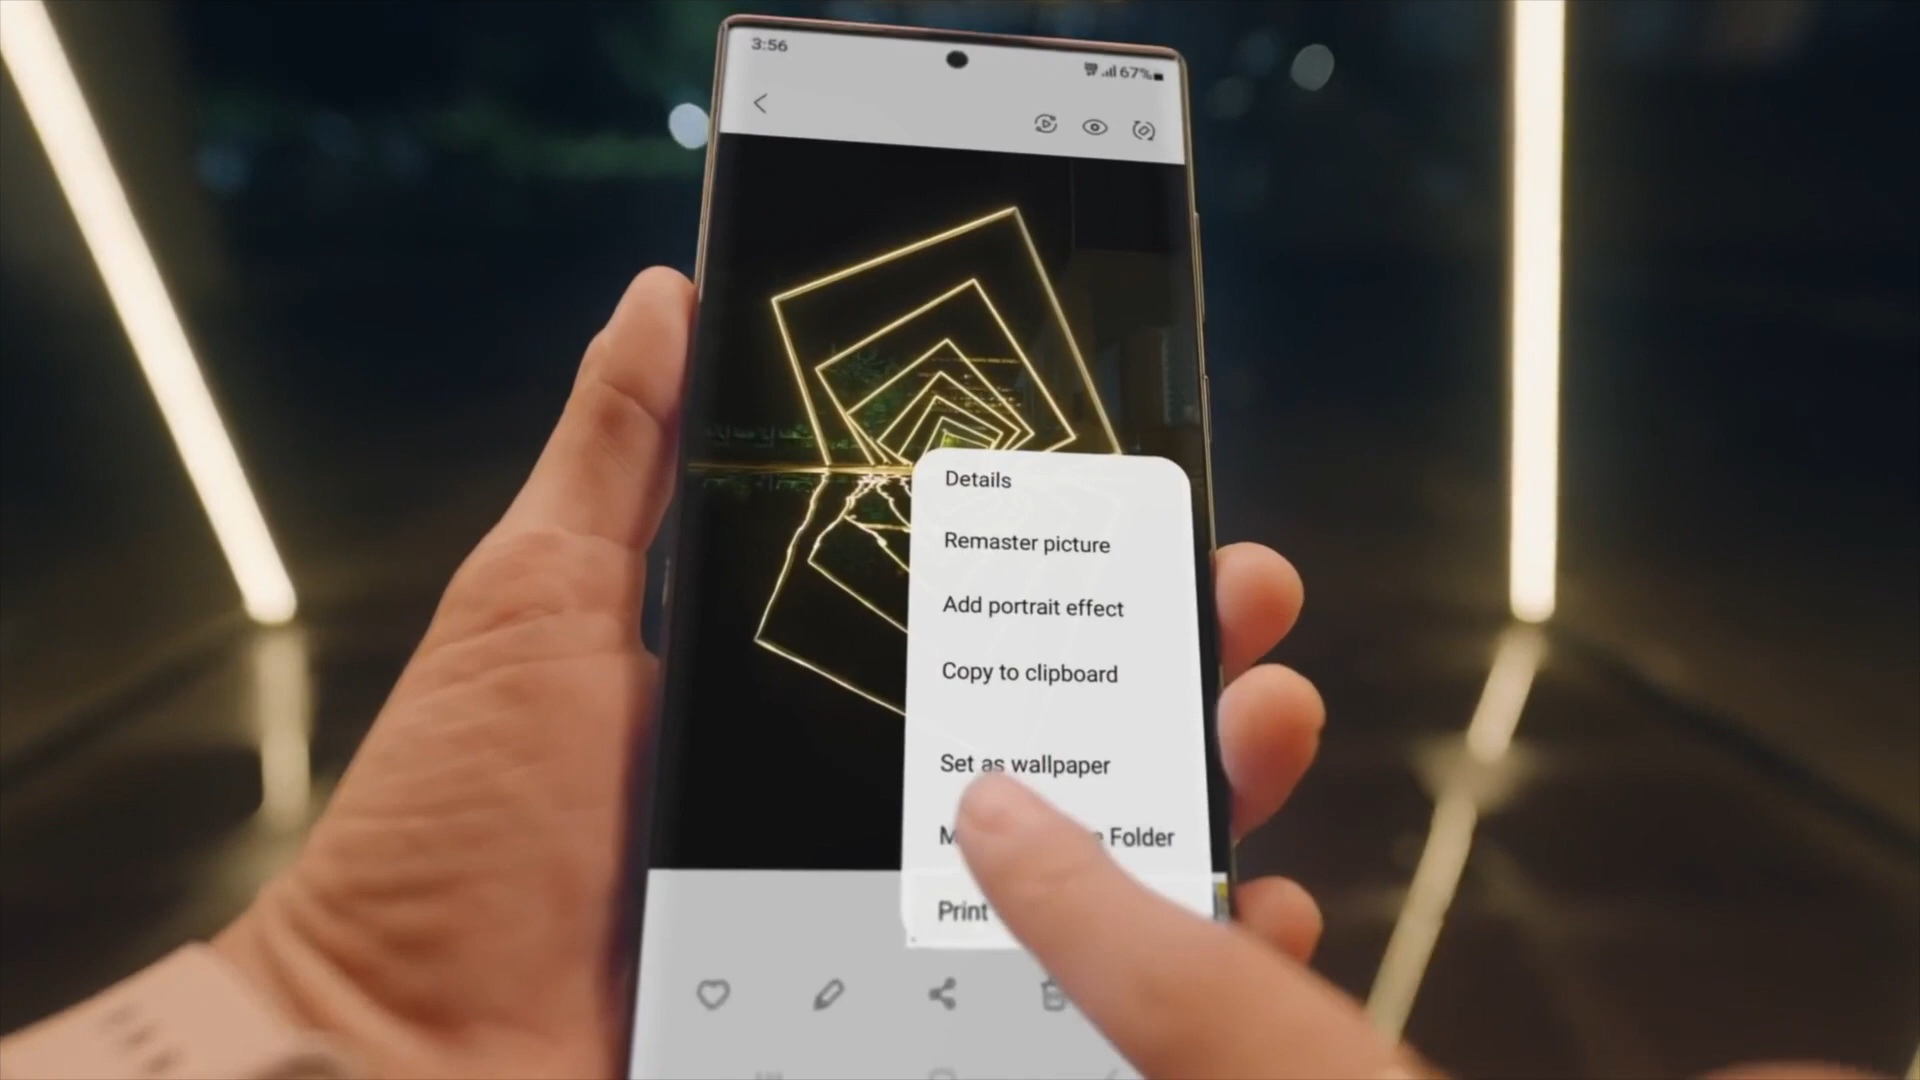 3:56
67%
Details
Remaster picture
Add portrait effect
Copy to clipboard
Set as wallpaper
Folder
Print